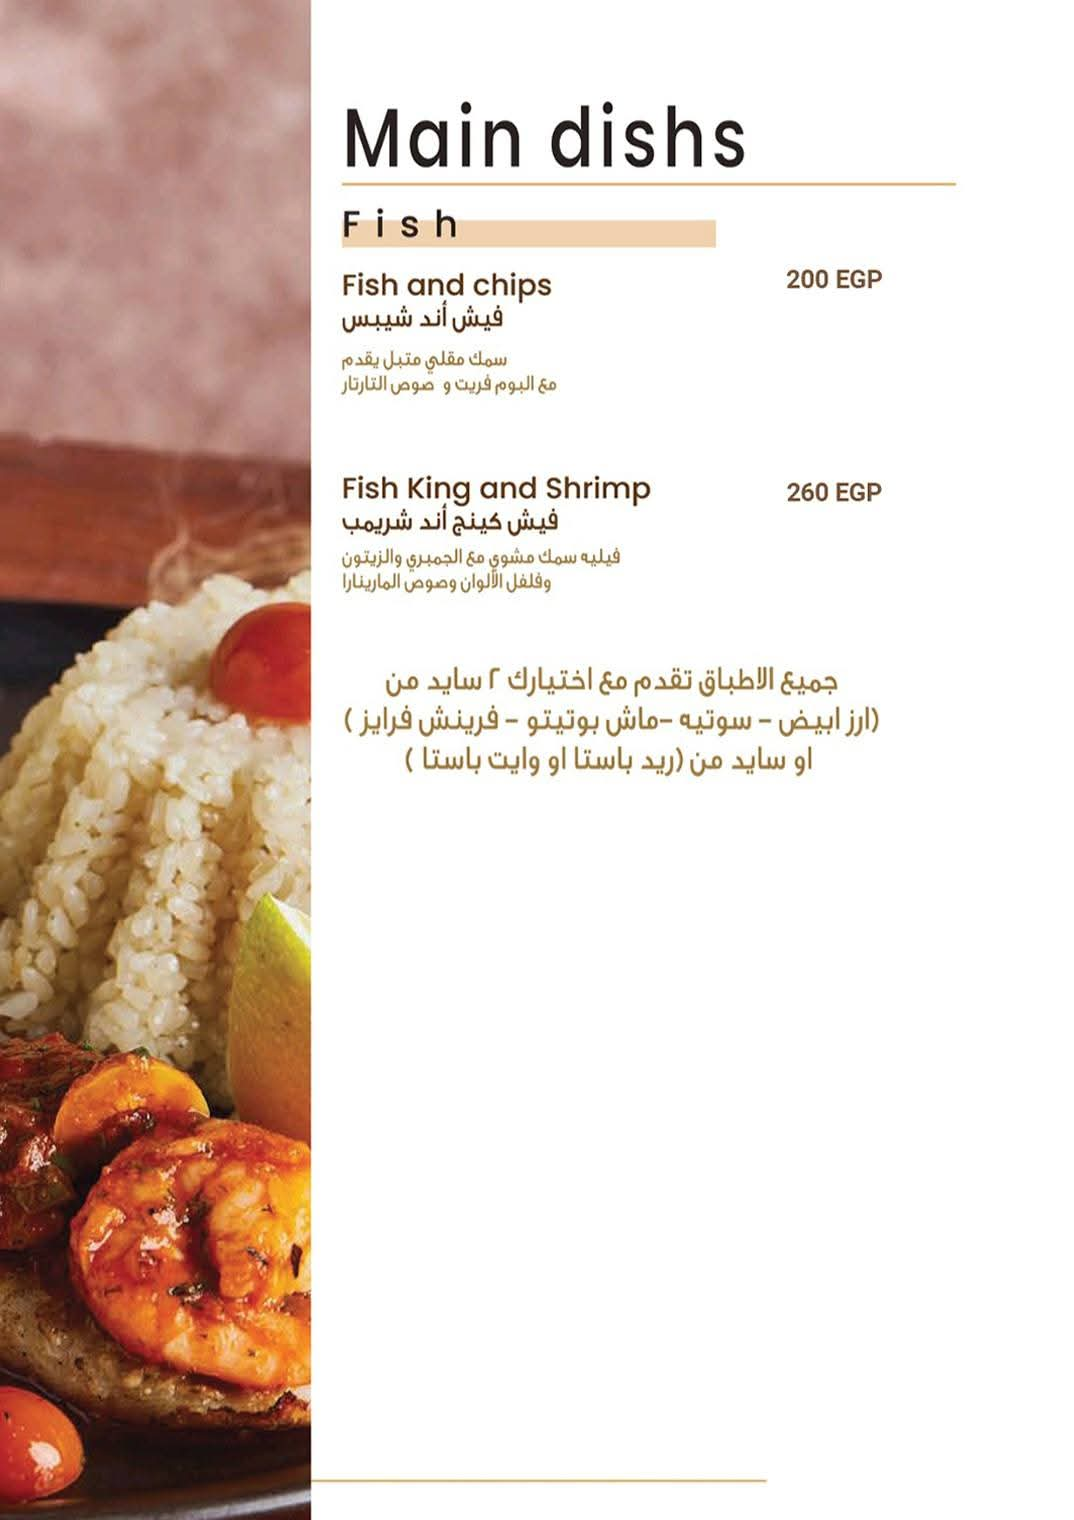 Main dishs
Fish
Fish and chips
200 EGP
فيش أند شيبس
سمك مقلي متبل يقدم
مع البوم فريت و صوص التارتار
Fish King and Shrimp
260 EGP
فيش كينج أند شريمب
فيليه سمك مشوي مع الجمبري والزيتون
وفلفل الألوان وصوص المارينارا
جميع الاطباق تقدم مع اختيارك ٢ سايد من
(ارز ابيض - سوتيه -ماش بوتيتو - فرينش فرايز )
او سايد من (ريد باستا او وايت باستا )